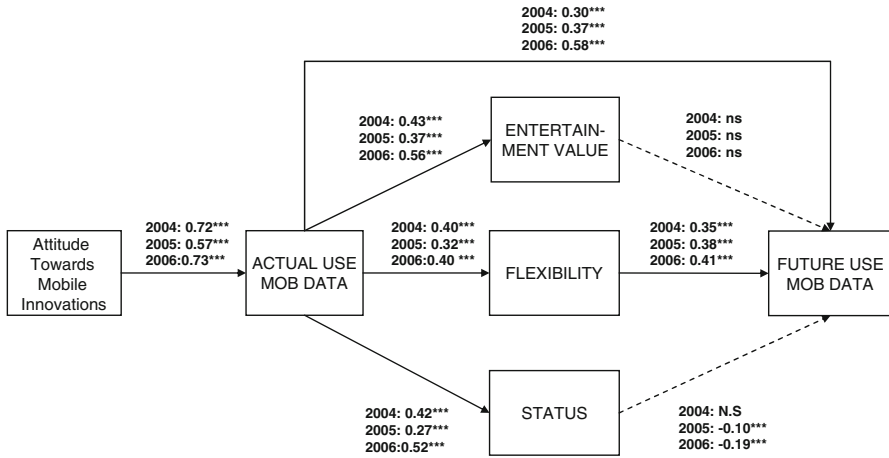 2004: 0.30***
2005: 0.37***
2006: 0.58***
2004: 0.43***
2005: 0.37***
2006: 0.56***
ENTERTAIN-
MENT VALUE
2004: ns
2005: ns
2006: ns
Attitude
Towards
Mobile
Innovations
2004: 0.72***
2005: 0.57***
2006:0.73***
ACTUAL USE
MOB DATA
2004: 0.40***
2005: 0.32***
2006:0.40 ***
FLEXIBILITY
2004: 0.35***
2005: 0.38***
2006: 0.41***
FUTURE USE
MOB DATA
2004: 0.42***
2005: 0.27***
2006:0.52***
STATUS
2004: N.S
2005: -0.10***
2006: -0.19***